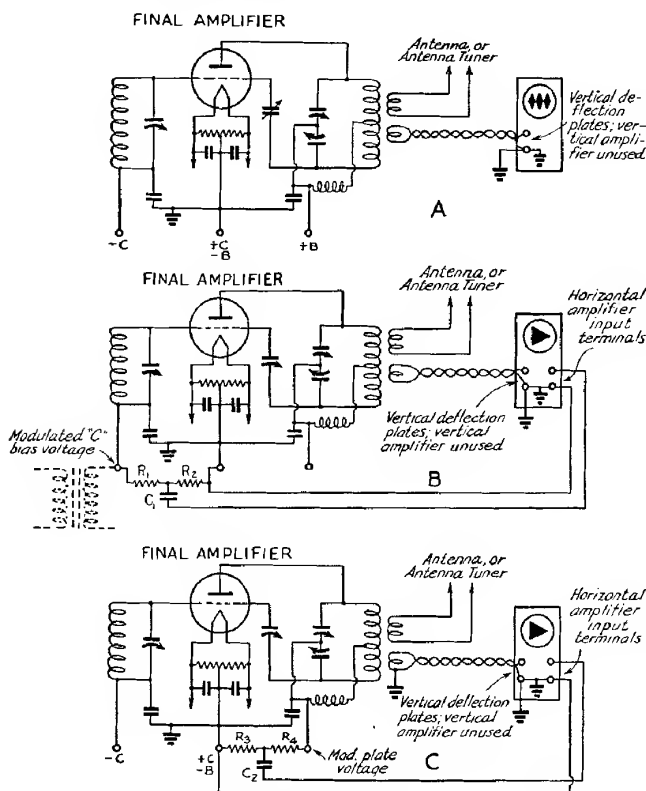 FINAL AMPLIFIER
Antenna, or
Antenna Tuner
Vertical de-
flection
plates; ver-
tical ampli-
fier unused.
A
-C
+C
-B
+B
FINAL AMPLIFIER
Antenna, or
Antenna Tuner
Horizontal
amplifier
input
terminals
Vertical deflection
plates; vertical
amplifier unused
Modulated "C"
bias voltage
R1
R2
C1
B
FINAL AMPLIFIER
Antenna, or
Antenna Tuner
Horizontal
amplifier
input
terminals
Vertical deflection
plates; vertical
amplifier unused
-C
+C
-B
R3
R4
C2
Mod. plate
voltage
C